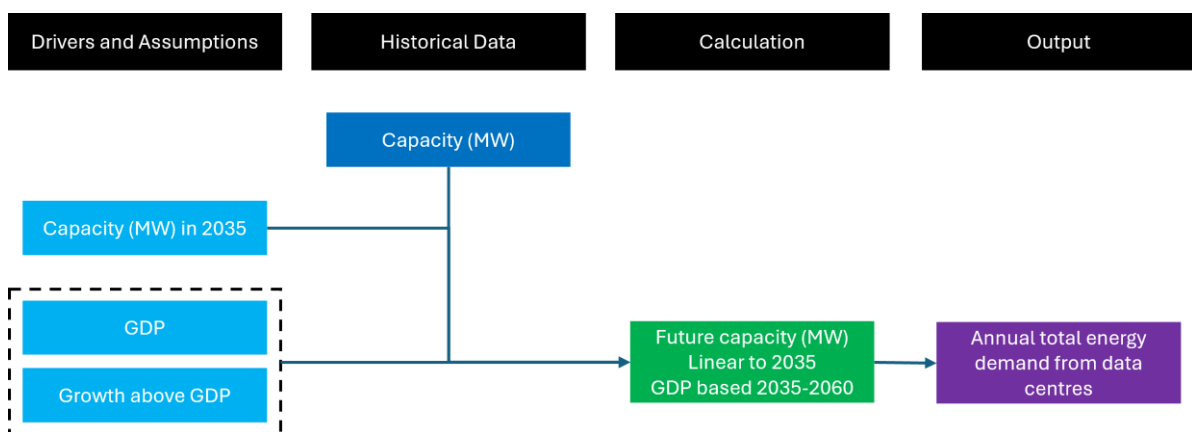 Drivers and Assumptions
Historical Data
Calculation
Output
Capacity (MW)
Capacity (MW) in 2035
GDP
Growth above GDP
Future capacity (MW)
Linear to 2035
GDP based 2035-2060
Annual total energy
demand from data
centres